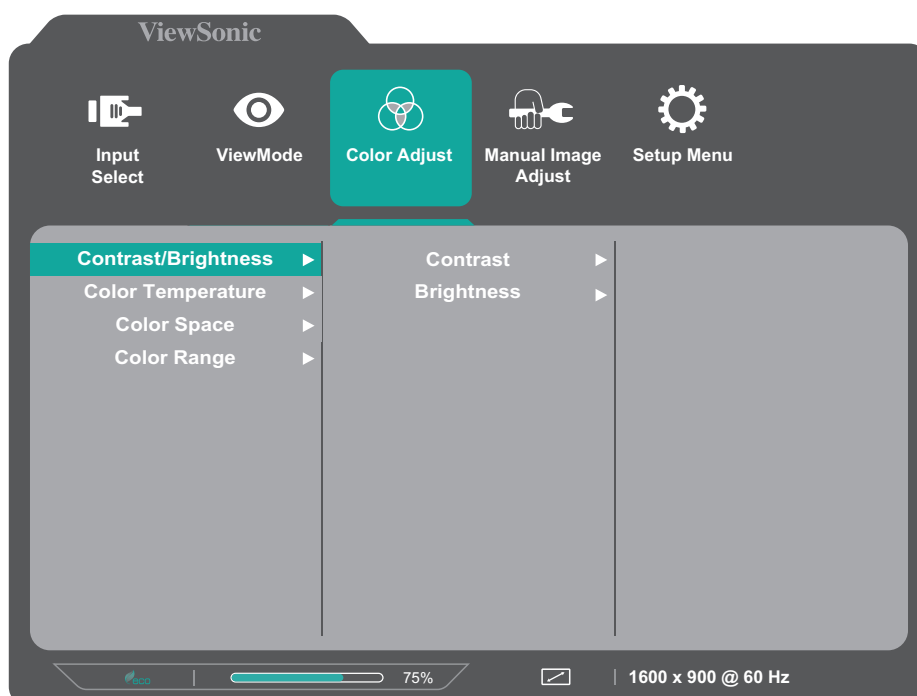 ViewSonic
Input
Select
ViewMode
Color Adjust
Manual Image
Adjust
Setup Menu
Contrast/Brightness
Color Temperature
Color Space
Color Range
Contrast
Brightness
eco
75%
1600 x 900 @ 60 Hz